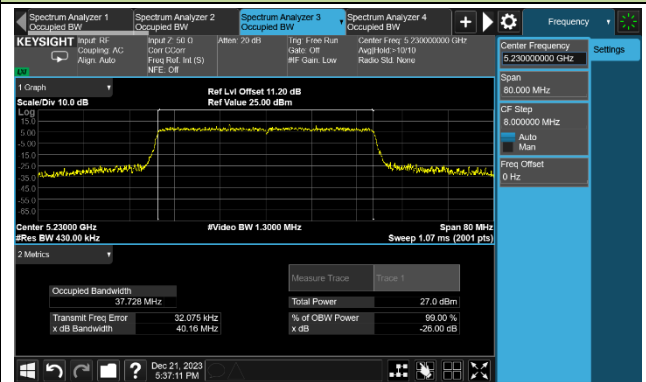 Spectrum Analyzer 1
Occupied BW
Spectrum Analyzer 2
Occupied BW
Spectrum Analyzer 3
Occupied BW
Spectrum Analyzer 4
Occupied BW
Frequency
KEYSIGHT
Input: RF
Coupling: AC
Align: Auto
Input Z: 50 Ω
Corr CCorr
Freq Ref: Int (S)
NFE: Off
Atten: 20 dB
Trig: Free Run
Gate: Off
#IF Gain: Low
Center Freq: 5.230000000 GHz
Avg|Hold:>10/10
Radio Std: None
1 Graph
Scale/Div 10.0 dB
Ref Lvl Offset 11.20 dB
Ref Value 25.00 dBm
Log
15.0
5.00
-5.00
-15.0
-25.0
-35.0
-45.0
-55.0
-65.0
Center 5.23000 GHz
#Res BW 430.00 kHz
#Video BW 1.3000 MHz
Span 80 MHz
Sweep 1.07 ms (2001 pts)
2 Metrics
Measure Trace
Trace 1
Occupied Bandwidth
37.728 MHz
Total Power
27.0 dBm
Transmit Freq Error
32.075 kHz
% of OBW Power
99.00 %
x dB Bandwidth
40.16 MHz
x dB
-26.00 dB
Center Frequency
5.230000000 GHz
Settings
Span
80.000 MHz
CF Step
8.000000 MHz
Auto
Man
Freq Offset
0 Hz
Dec 21, 2023
5:37:11 PM